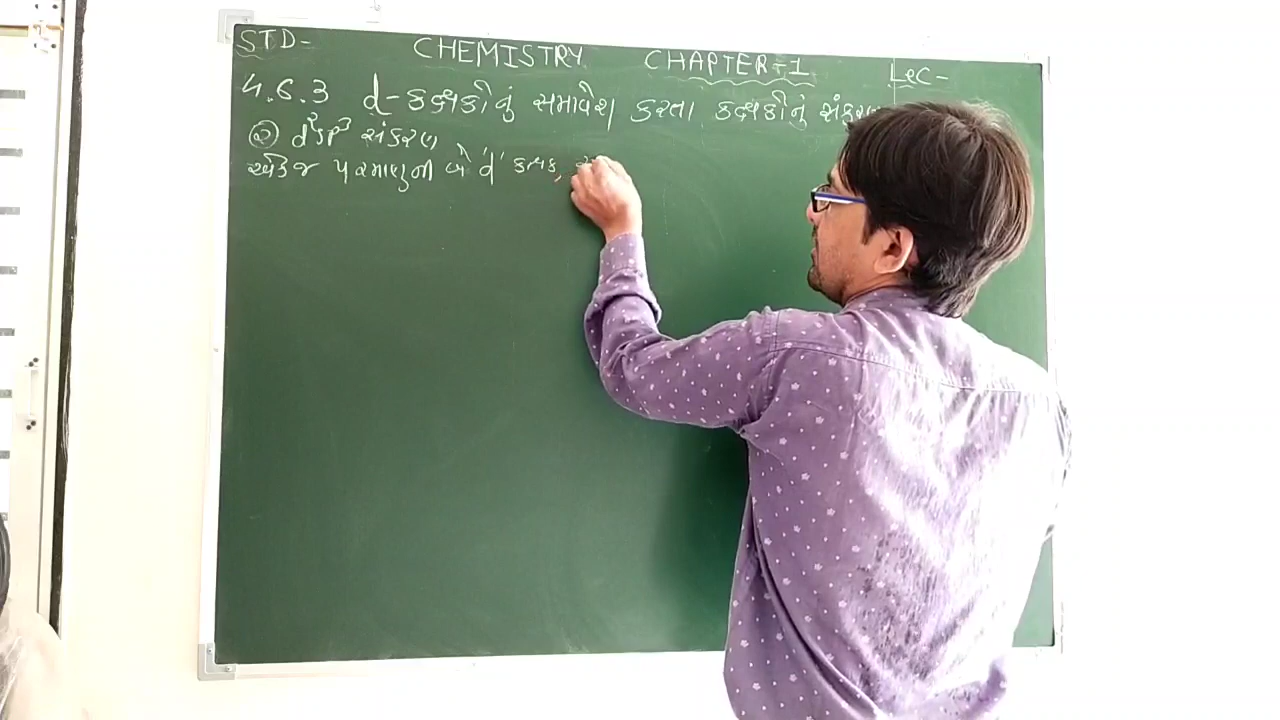 STD- CHEMISTRY CHAPTER-1 Lec-
4.6.3 d-કક્ષકોનું સમાવેશ કરતા કક્ષકોનું સંકરણ
② d²sp³ સંકરણ
એક જ પરમાણુની બે 'd' કક્ષક,